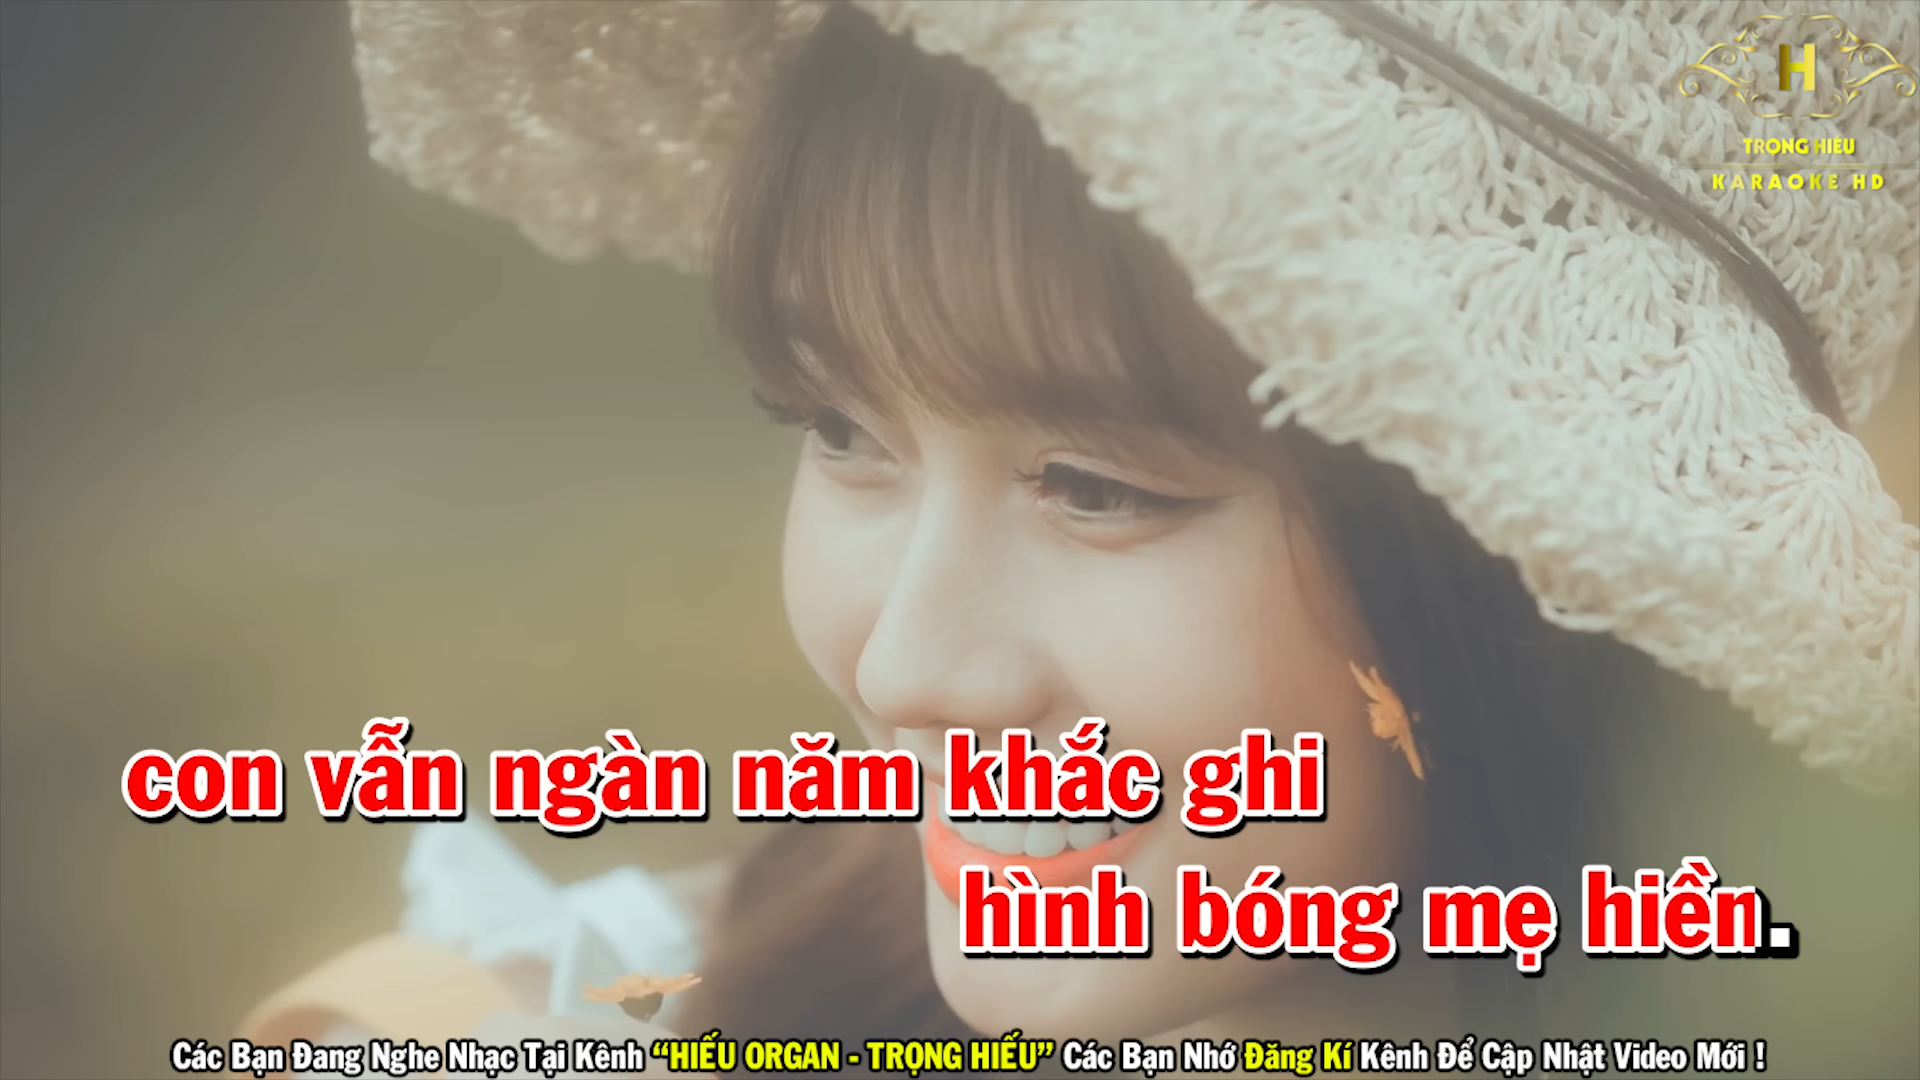 H
TRỌNG HIẾU
KARAOKE HD
con vẫn ngàn năm khắc ghi
hình bóng mẹ hiền.
Các Bạn Đang Nghe Nhạc Tại Kênh “HIẾU ORGAN - TRỌNG HIẾU” Các Bạn Nhớ Đăng Kí Kênh Để Cập Nhật Video Mới !